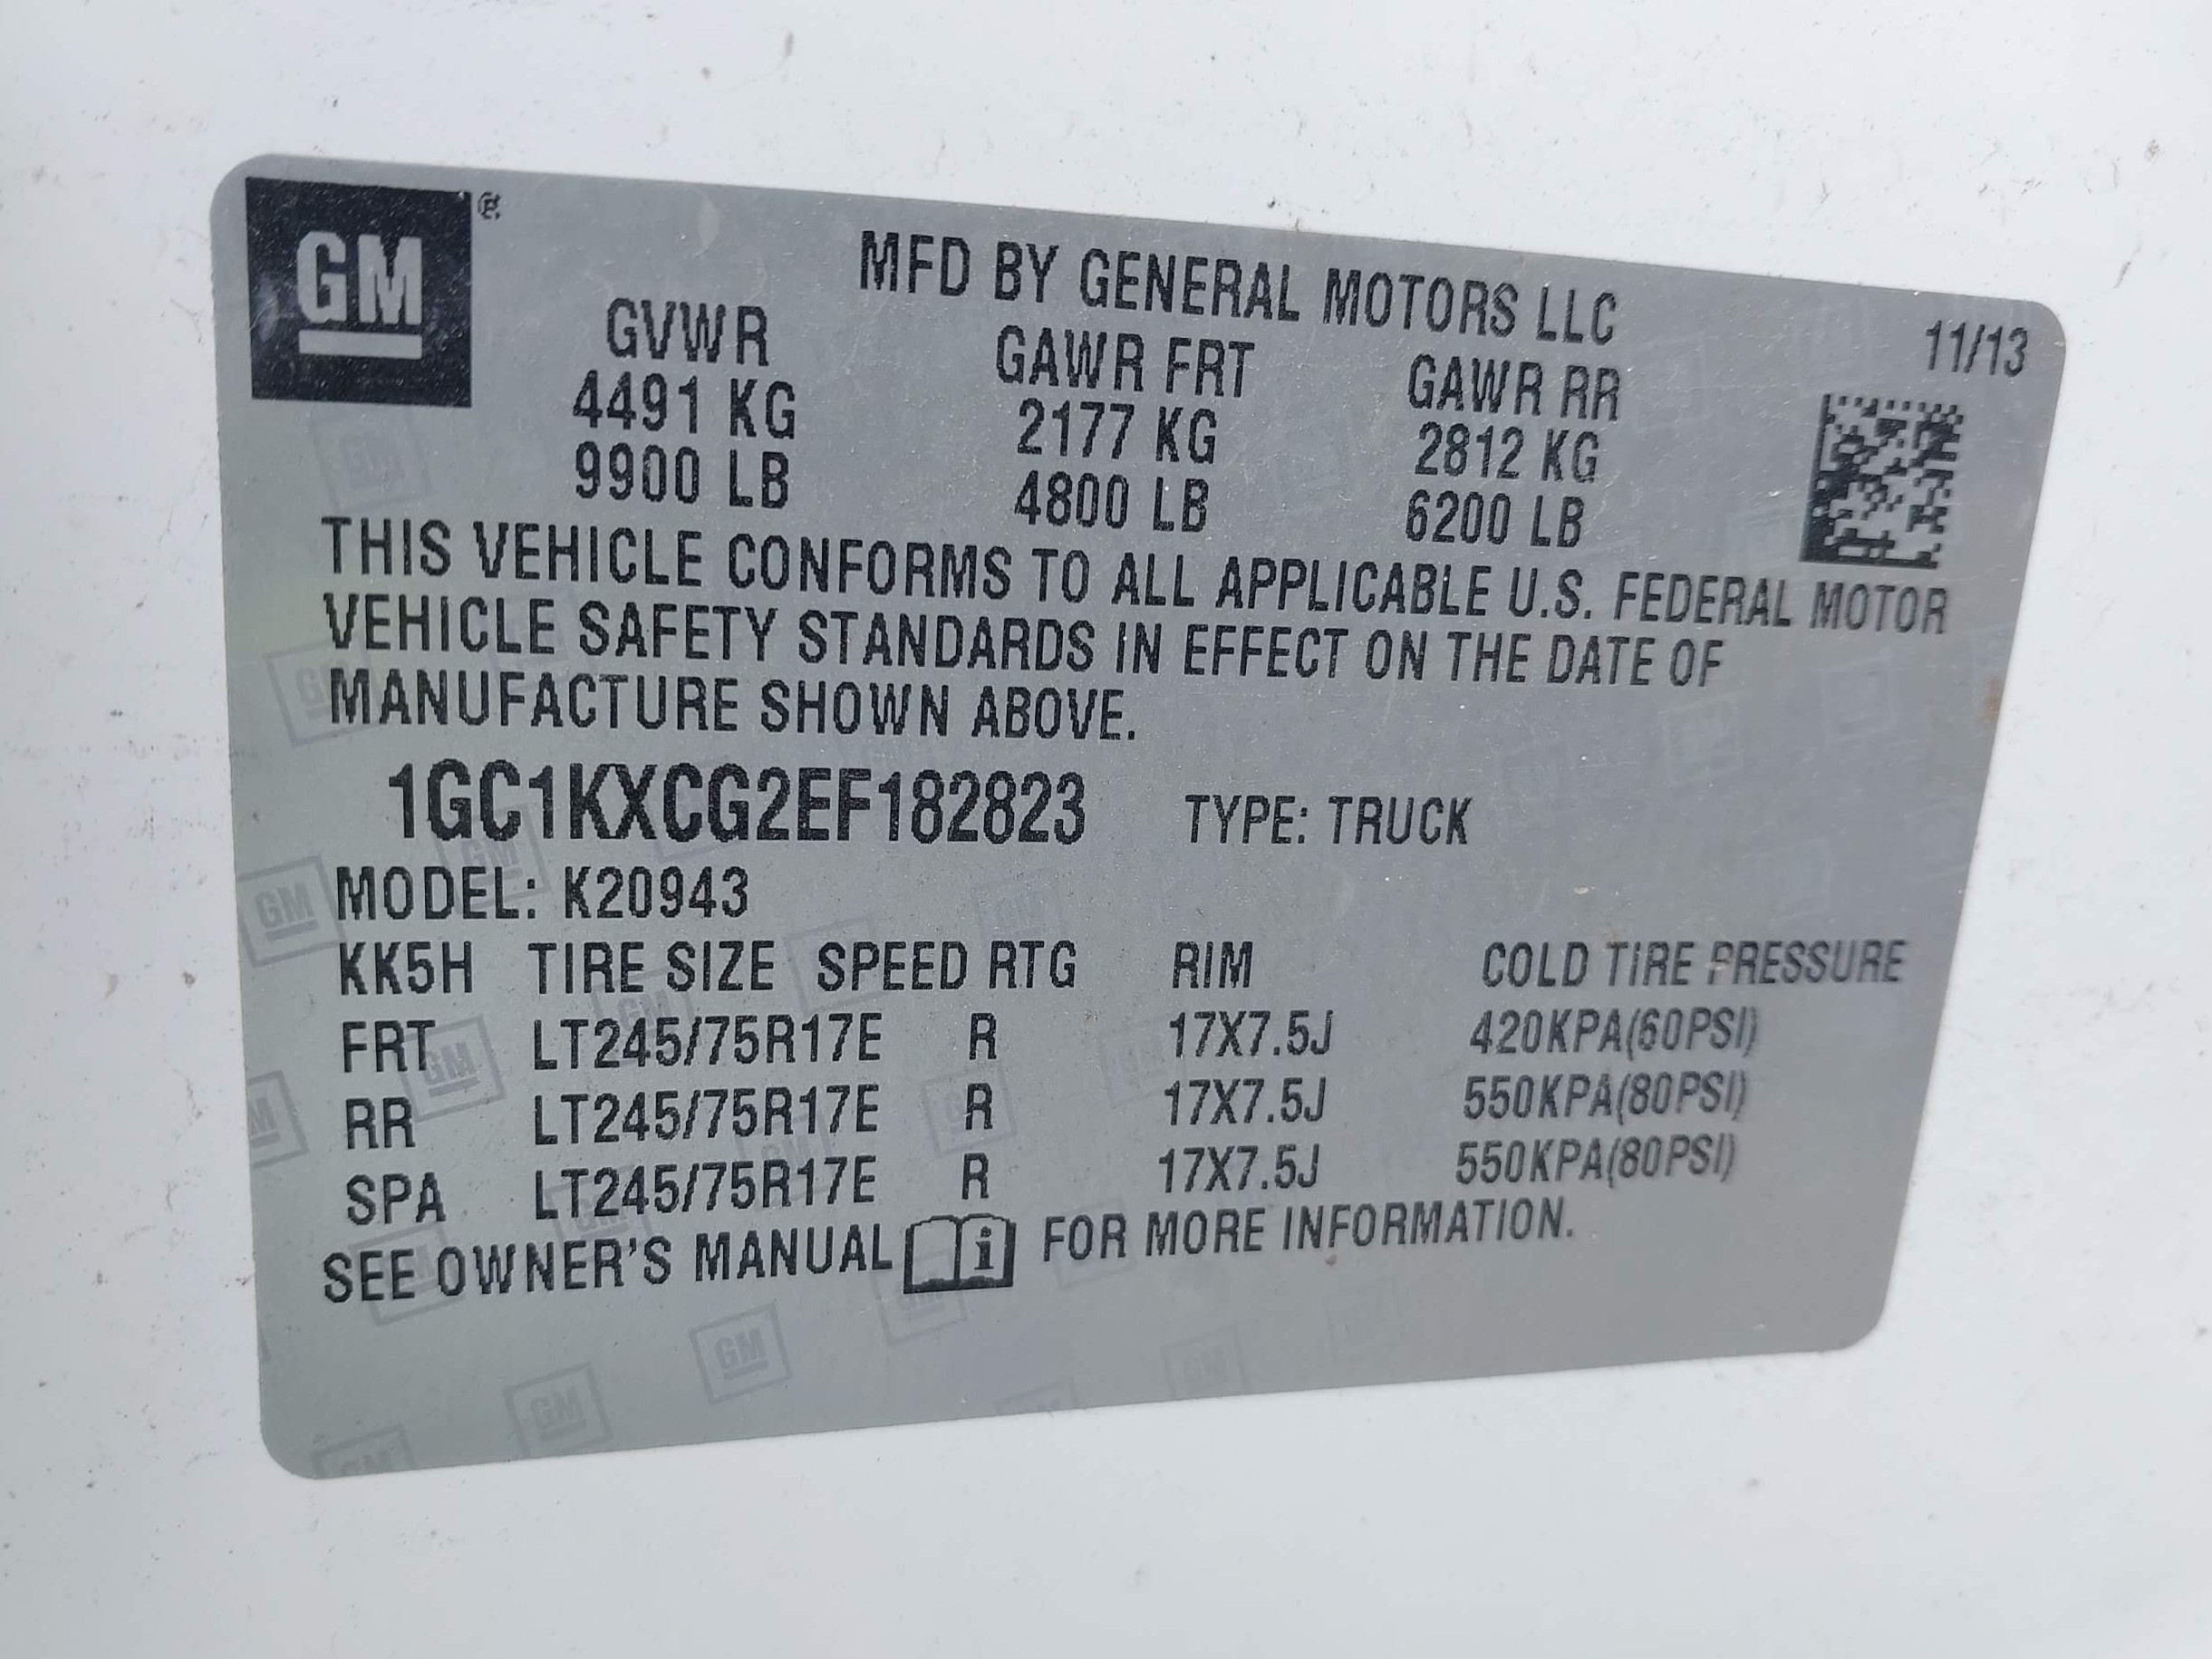 GM
MFD BY GENERAL MOTORS LLC
11/13
GVWR GAWR FRT GAWR RR
4491 KG 2177 KG 2812 KG
9900 LB 4800 LB 6200 LB
THIS VEHICLE CONFORMS TO ALL APPLICABLE U.S. FEDERAL MOTOR
VEHICLE SAFETY STANDARDS IN EFFECT ON THE DATE OF
MANUFACTURE SHOWN ABOVE.
1GC1KXCG2EF182823 TYPE: TRUCK
MODEL: K20943
KK5H TIRE SIZE SPEED RTG RIM COLD TIRE PRESSURE
FRT LT245/75R17E R 17X7.5J 420KPA(60PSI)
RR LT245/75R17E R 17X7.5J 550KPA(80PSI)
SPA LT245/75R17E R 17X7.5J 550KPA(80PSI)
SEE OWNER'S MANUAL i FOR MORE INFORMATION.